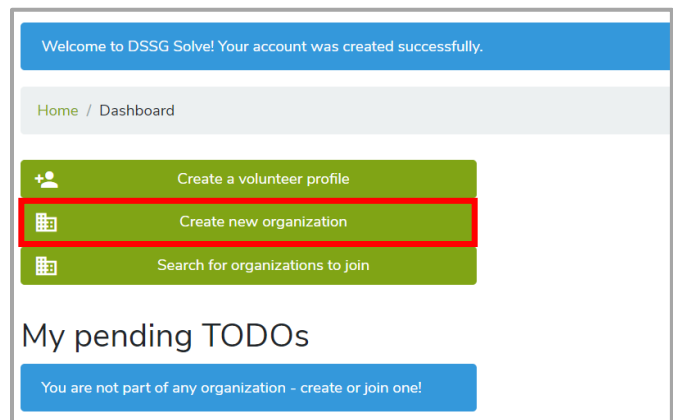 Welcome to DSSG Solve! Your account was created successfully.
Home / Dashboard
Create a volunteer profile
Create new organization
Search for organizations to join
My pending TODOs
You are not part of any organization - create or join one!